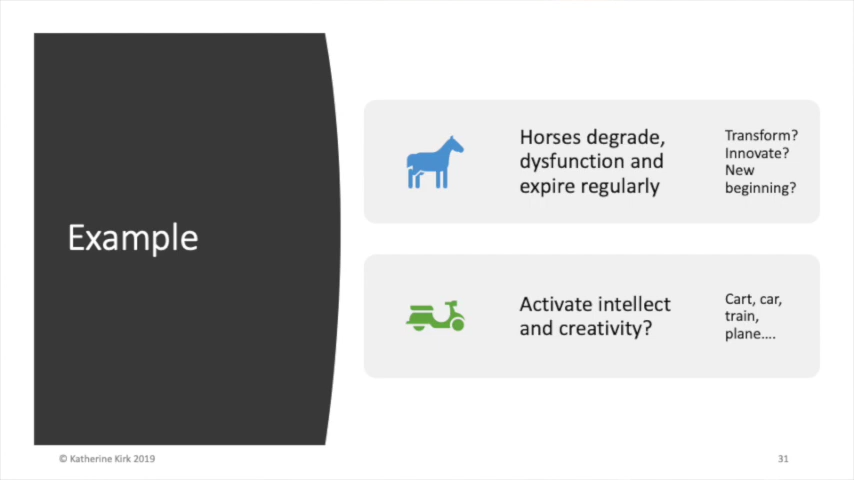 Example
Horses degrade,
dysfunction and
expire regularly
Transform?
Innovate?
New
beginning?
Activate intellect
and creativity?
Cart, car,
train,
plane....
© Katherine Kirk 2019
31